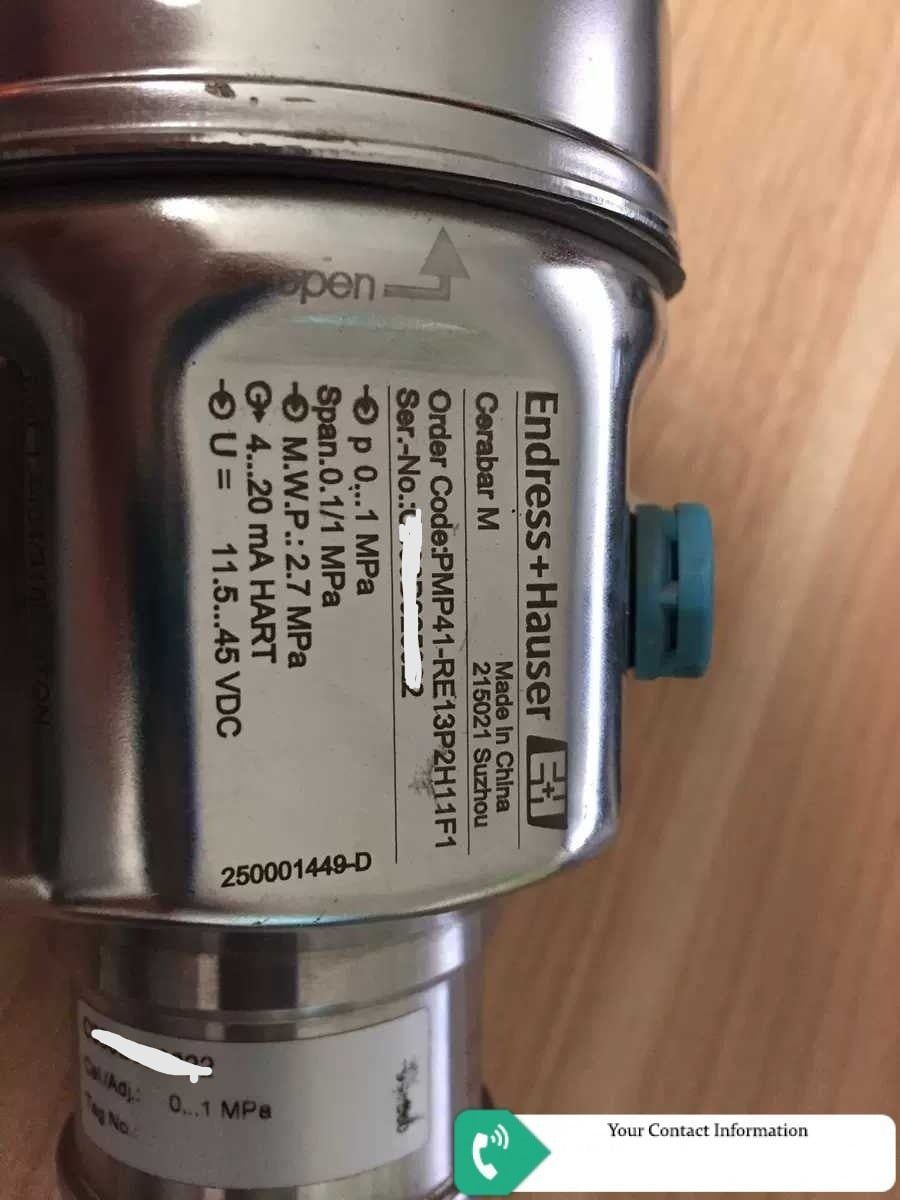 open
Endress+Hauser
Cerabar M
Made in China
215021 Suzhou
Order Code:PMP41-RE13P2H11F1
Ser.-No.:
p 0...1 MPa
Span.0.1/1 MPa
M.W.P.: 2.7 MPa
4...20 mA HART
U = 11.5...45 VDC
250001449-D
Cal/Adj.: 0...1 MPa
Tag No.:
Your Contact Information